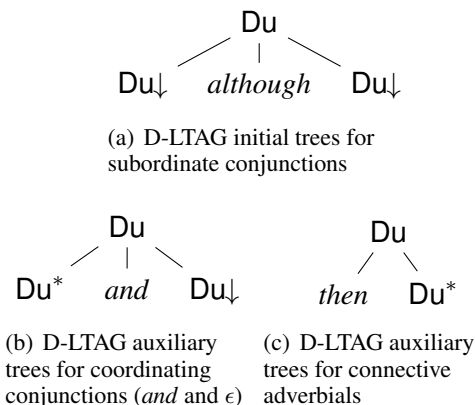 Du
Du↓ although Du↓
(a) D-LTAG initial trees for
subordinate conjunctions
Du
Du* and Du↓
(b) D-LTAG auxiliary
trees for coordinating
conjunctions (and and ϵ)
Du
then Du*
(c) D-LTAG auxiliary
trees for connective
adverbials